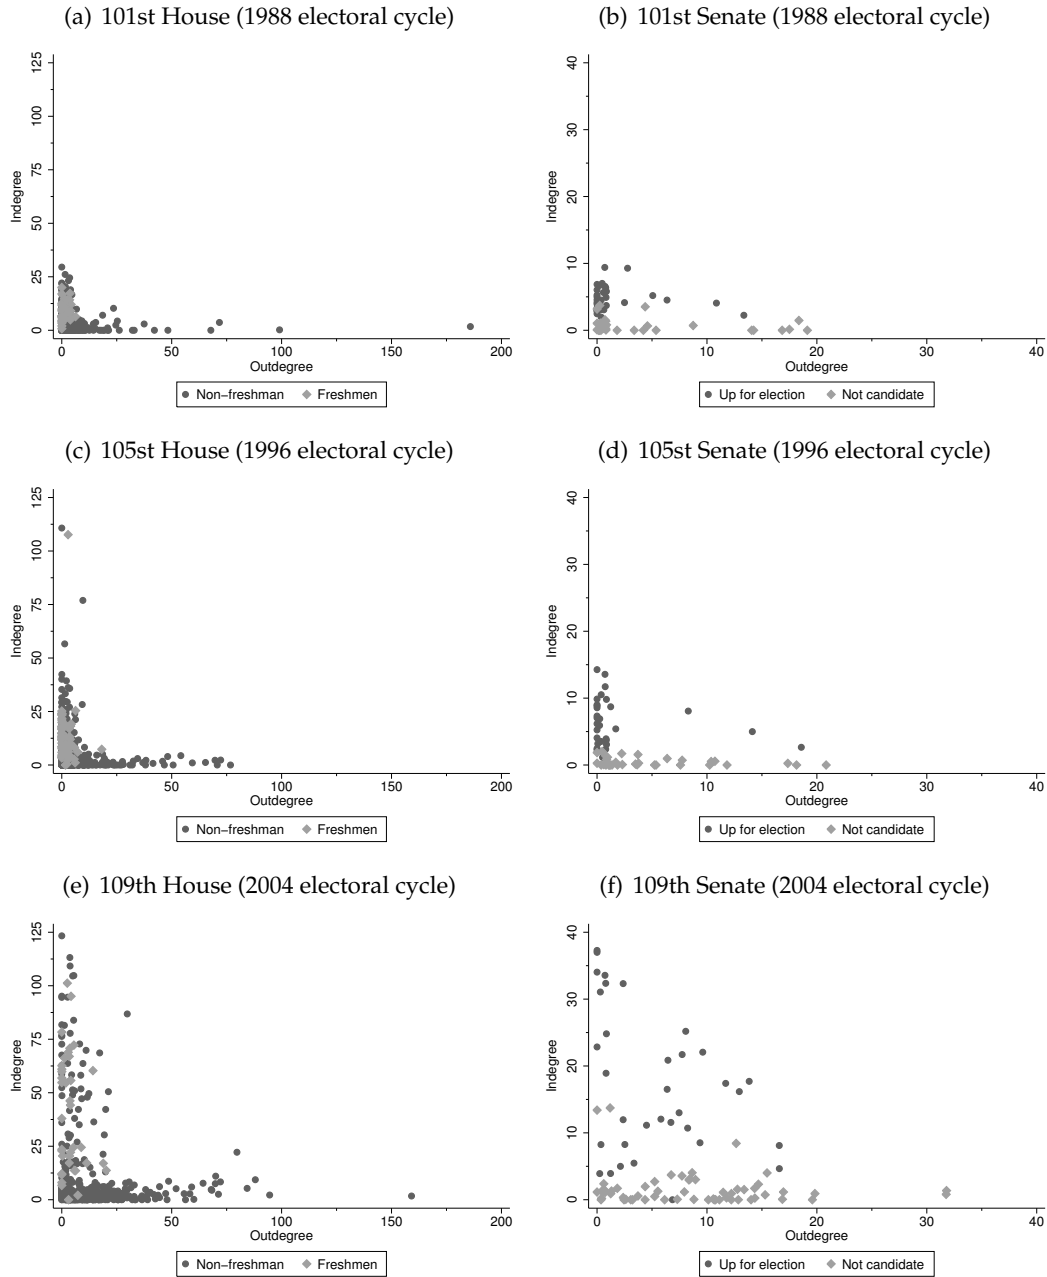 (a) 101st House (1988 electoral cycle)
125
100
75
50
25
0
Indegree
0 50 100 150 200
Outdegree
Non−freshman Freshmen
(b) 101st Senate (1988 electoral cycle)
40
30
20
10
0
Indegree
0 10 20 30 40
Outdegree
Up for election Not candidate
(c) 105st House (1996 electoral cycle)
125
100
75
50
25
0
Indegree
0 50 100 150 200
Outdegree
Non−freshman Freshmen
(d) 105st Senate (1996 electoral cycle)
40
30
20
10
0
Indegree
0 10 20 30 40
Outdegree
Up for election Not candidate
(e) 109th House (2004 electoral cycle)
125
100
75
50
25
0
Indegree
0 50 100 150 200
Outdegree
Non−freshman Freshmen
(f) 109th Senate (2004 electoral cycle)
40
30
20
10
0
Indegree
0 10 20 30 40
Outdegree
Up for election Not candidate